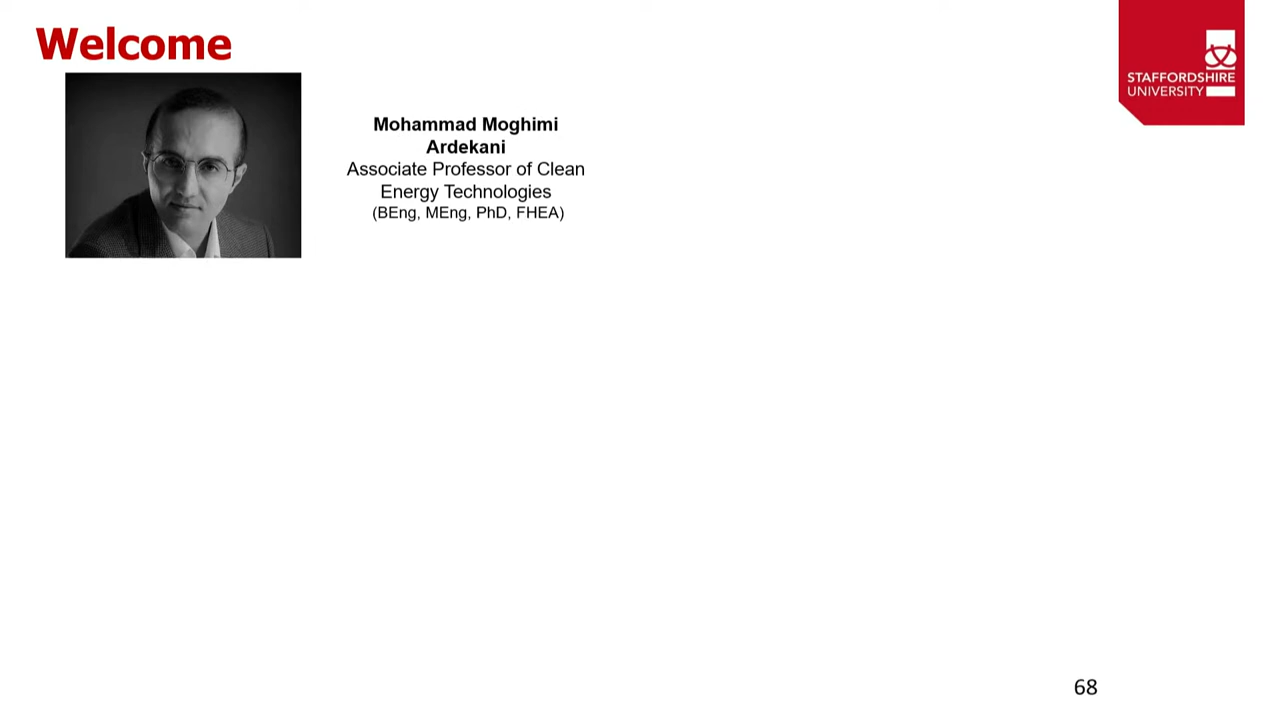 Welcome
STAFFORDSHIRE
UNIVERSITY
Mohammad Moghimi
Ardekani
Associate Professor of Clean
Energy Technologies
(BEng, MEng, PhD, FHEA)
68